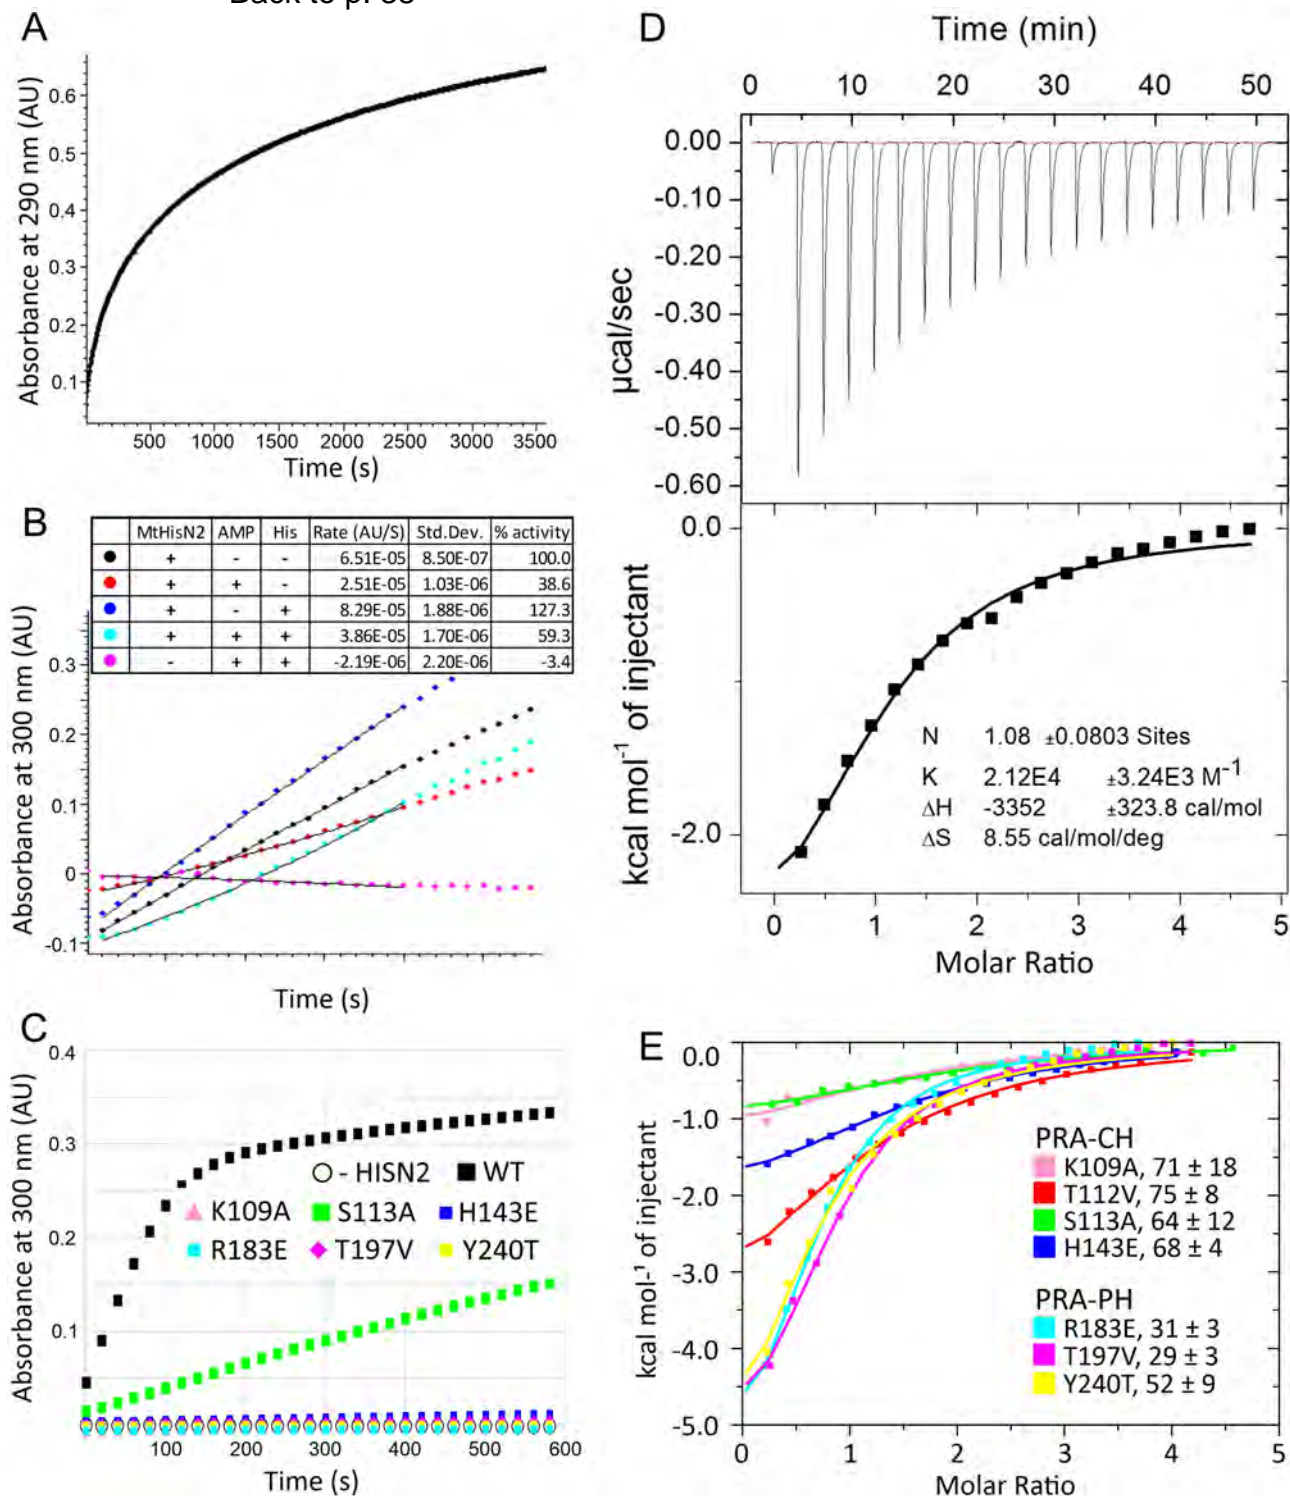 A
Absorbance at 290 nm (AU)
0.6
0.5
0.4
0.3
0.2
0.1
500 1000 1500 2000 2500 3000 3500
Time (s)
B
MtHisN2 AMP His Rate (AU/S) Std.Dev. % activity
+ - - 6.51E-05 8.50E-07 100.0
+ + - 2.51E-05 1.03E-06 38.6
+ - + 8.29E-05 1.88E-06 127.3
+ + + 3.86E-05 1.70E-06 59.3
- + + -2.19E-06 2.20E-06 -3.4
Absorbance at 300 nm (AU)
0.3
0.2
0.1
0
-0.1
Time (s)
C
Absorbance at 300 nm (AU)
0.4
0.3
0.2
0.1
- HISN2 WT
K109A S113A H143E
R183E T197V Y240T
100 200 300 400 500 600
Time (s)
D
Time (min)
0 10 20 30 40 50
µcal/sec
0.00
-0.10
-0.20
-0.30
-0.40
-0.50
-0.60
kcal mol⁻¹ of injectant
0.0
-2.0
N 1.08 ±0.0803 Sites
K 2.12E4 ±3.24E3 M⁻¹
ΔH -3352 ±323.8 cal/mol
ΔS 8.55 cal/mol/deg
0 1 2 3 4 5
Molar Ratio
E
kcal mol-¹ of injectant
0.0
-1.0
-2.0
-3.0
-4.0
-5.0
PRA-CH
K109A, 71 ± 18
T112V, 75 ± 8
S113A, 64 ± 12
H143E, 68 ± 4
PRA-PH
R183E, 31 ± 3
T197V, 29 ± 3
Y240T, 52 ± 9
0 1 2 3 4 5
Molar Ratio